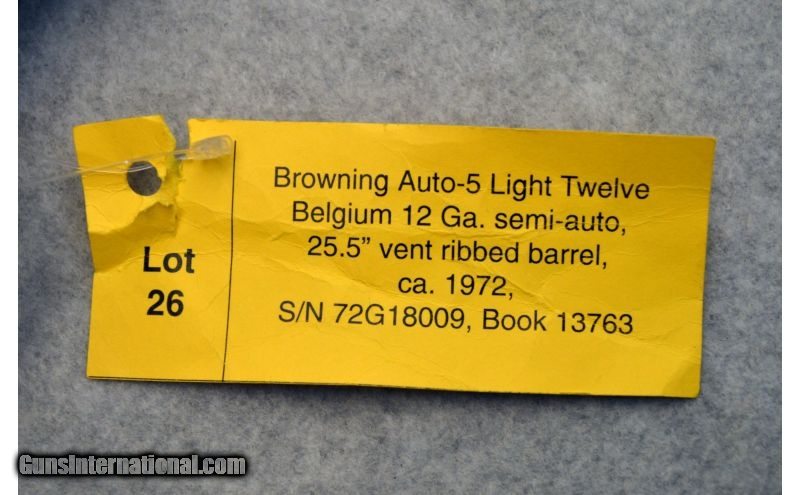 Lot
26
Browning Auto-5 Light Twelve
Belgium 12 Ga. semi-auto,
25.5” vent ribbed barrel,
ca. 1972,
S/N 72G18009, Book 13763
GunsInternational.com